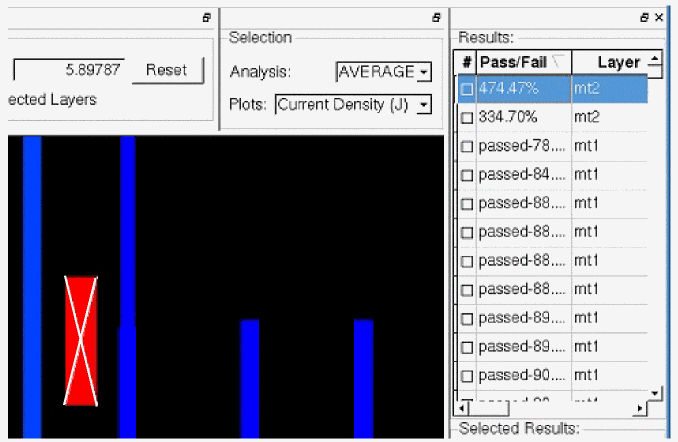 5.89787 Reset
ected Layers
Selection
Analysis: AVERAGE
Plots: Current Density (J)
Results:
# Pass/Fail Layer
474.47% mt2
334.70% mt2
passed-78.... mt1
passed-84.... mt1
passed-88.... mt1
passed-88.... mt1
passed-88.... mt1
passed-88.... mt1
passed-89.... mt1
passed-89.... mt1
passed-90.... mt1
Selected Results: